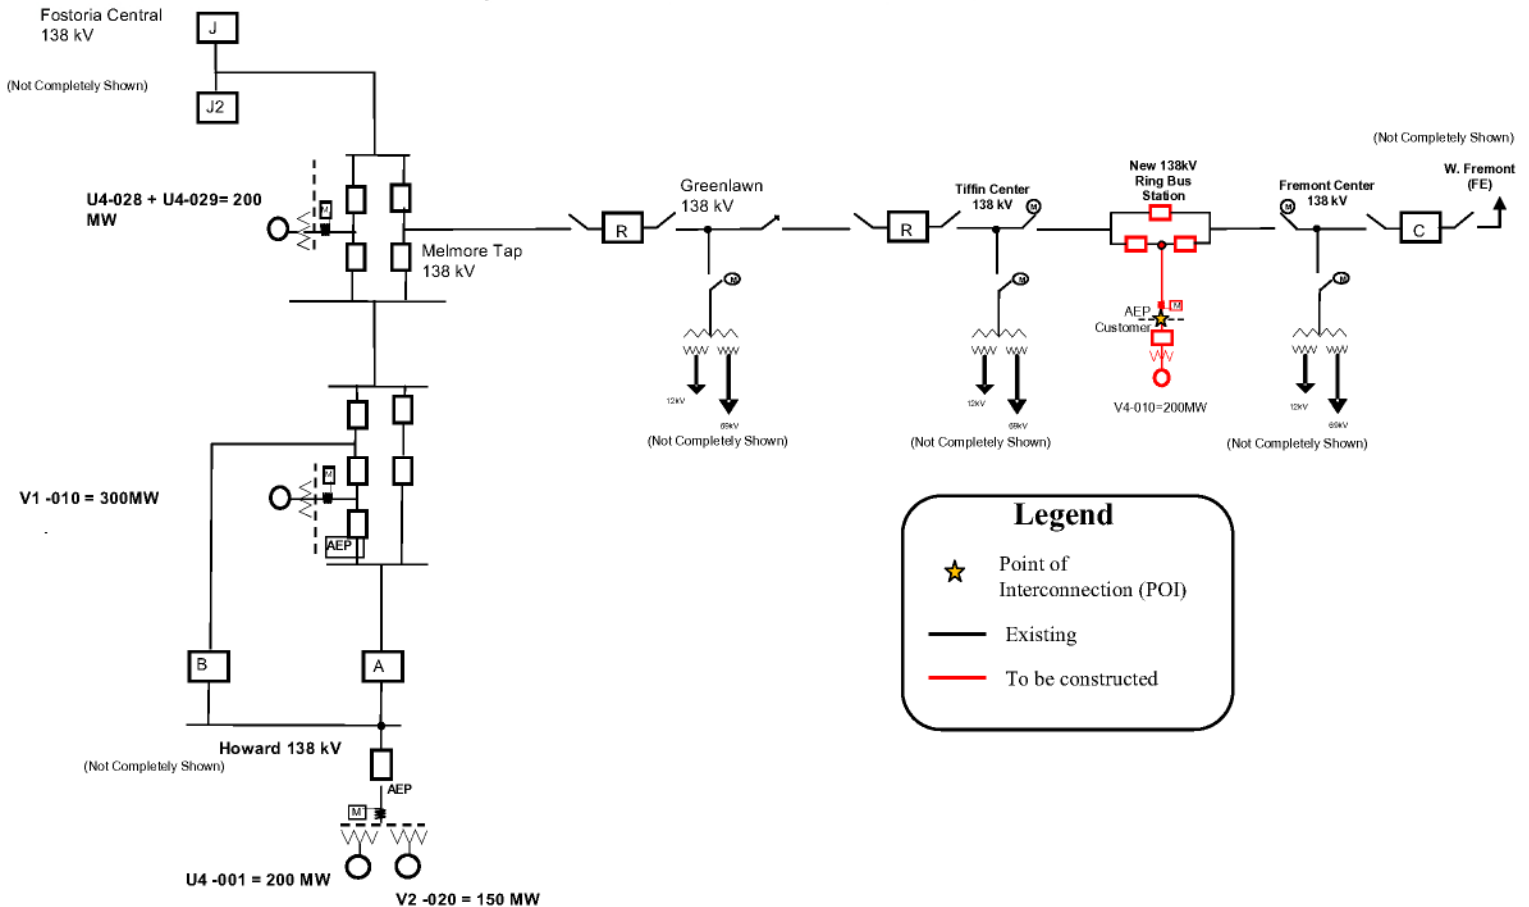 Fostoria Central
138 kV
J
(Not Completely Shown)
J2
(Not Completely Shown)
W. Fremont
(FE)
New 138kV
Ring Bus
Station
U4-028 + U4-029= 200
MW
M
Greenlawn
138 kV
Tiffin Center
138 kV
M
Fremont Center
138 kV
M
R
R
C
Melmore Tap
138 kV
M
M
M
AEP
Customer
M
12kV
69kV
(Not Completely Shown)
12kV
69kV
(Not Completely Shown)
V4-010=200MW
12kV
69kV
(Not Completely Shown)
V1 -010 = 300MW
.
M
AEP
Legend
Point of
Interconnection (POI)
Existing
To be constructed
B
A
Howard 138 kV
(Not Completely Shown)
AEP
M
U4 -001 = 200 MW
V2 -020 = 150 MW